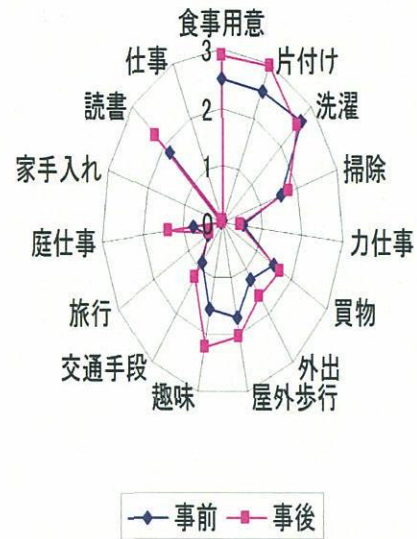 食事用意
片付け
洗濯
掃除
力仕事
買物
外出
屋外歩行
趣味
交通手段
旅行
庭仕事
家手入れ
読書
仕事
3
2
1
0
事前 事後